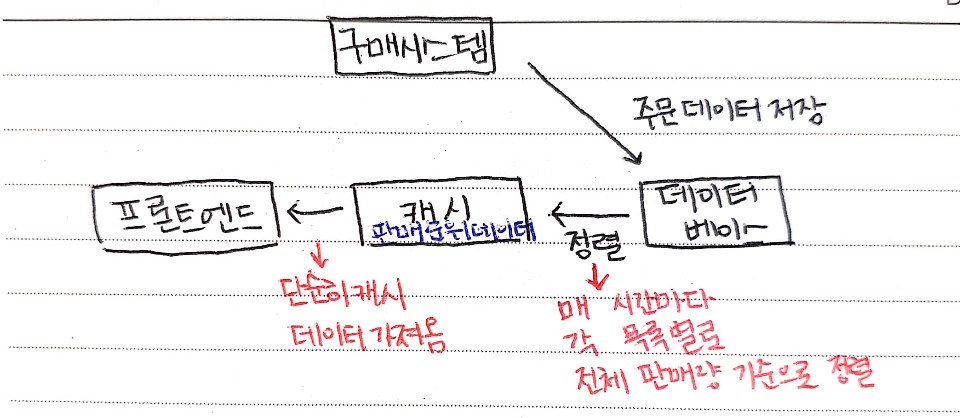 구매시스템
주문데이터 저장
프론트엔드
캐시
판매순위데이터
정렬
데이터
베이스
단순히 캐시
데이터 가져옴
매 시간마다
각 목록별로
전체 판매량 기준으로 정렬